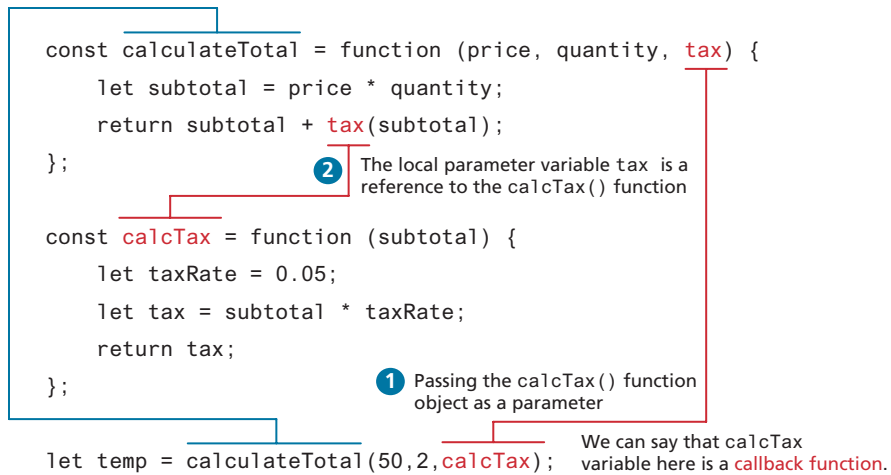 const calculateTotal = function (price, quantity, tax) {
let subtotal = price * quantity;
return subtotal + tax(subtotal);
};
2 The local parameter variable tax is a
reference to the calcTax() function
const calcTax = function (subtotal) {
let taxRate = 0.05;
let tax = subtotal * taxRate;
return tax;
};
1 Passing the calcTax() function
object as a parameter
let temp = calculateTotal(50,2,calcTax);
We can say that calcTax
variable here is a callback function.